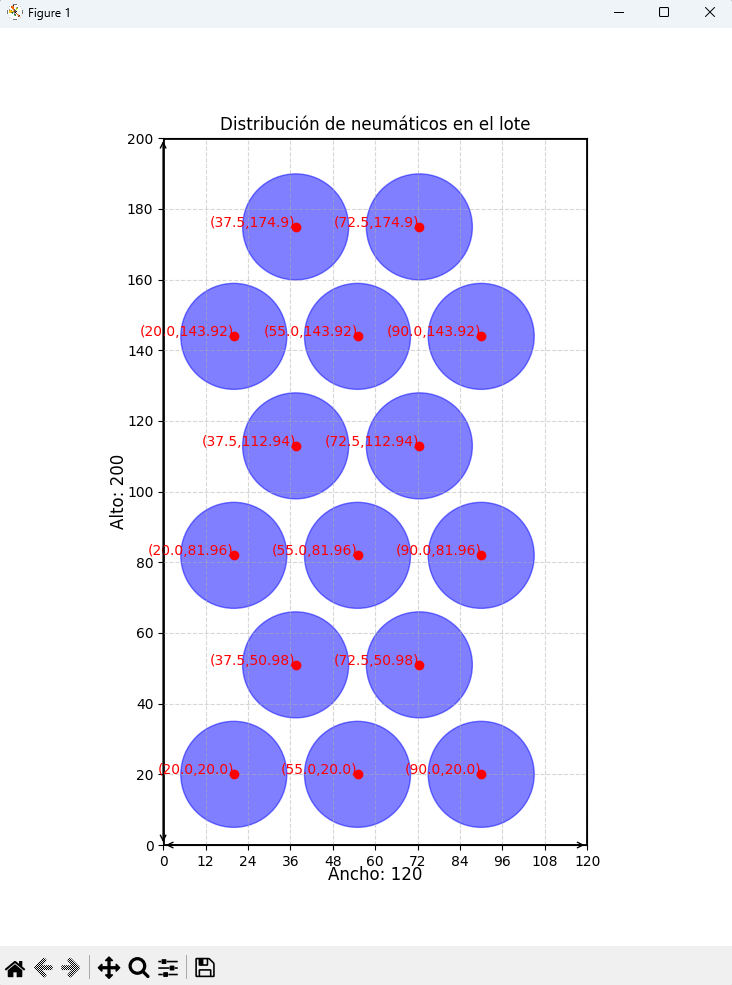 Figure 1
Distribución de neumáticos en el lote
200
180
(37.5,174.9) (72.5,174.9)
160
(20.0,143.92) (55.0,143.92) (90.0,143.92)
140
120
(37.5,112.94) (72.5,112.94)
100
Alto: 200
(20.0,81.96) (55.0,81.96) (90.0,81.96)
80
60
(37.5,50.98) (72.5,50.98)
40
20
(20.0,20.0) (55.0,20.0) (90.0,20.0)
0
0 12 24 36 48 60 72 84 96 108 120
Ancho: 120